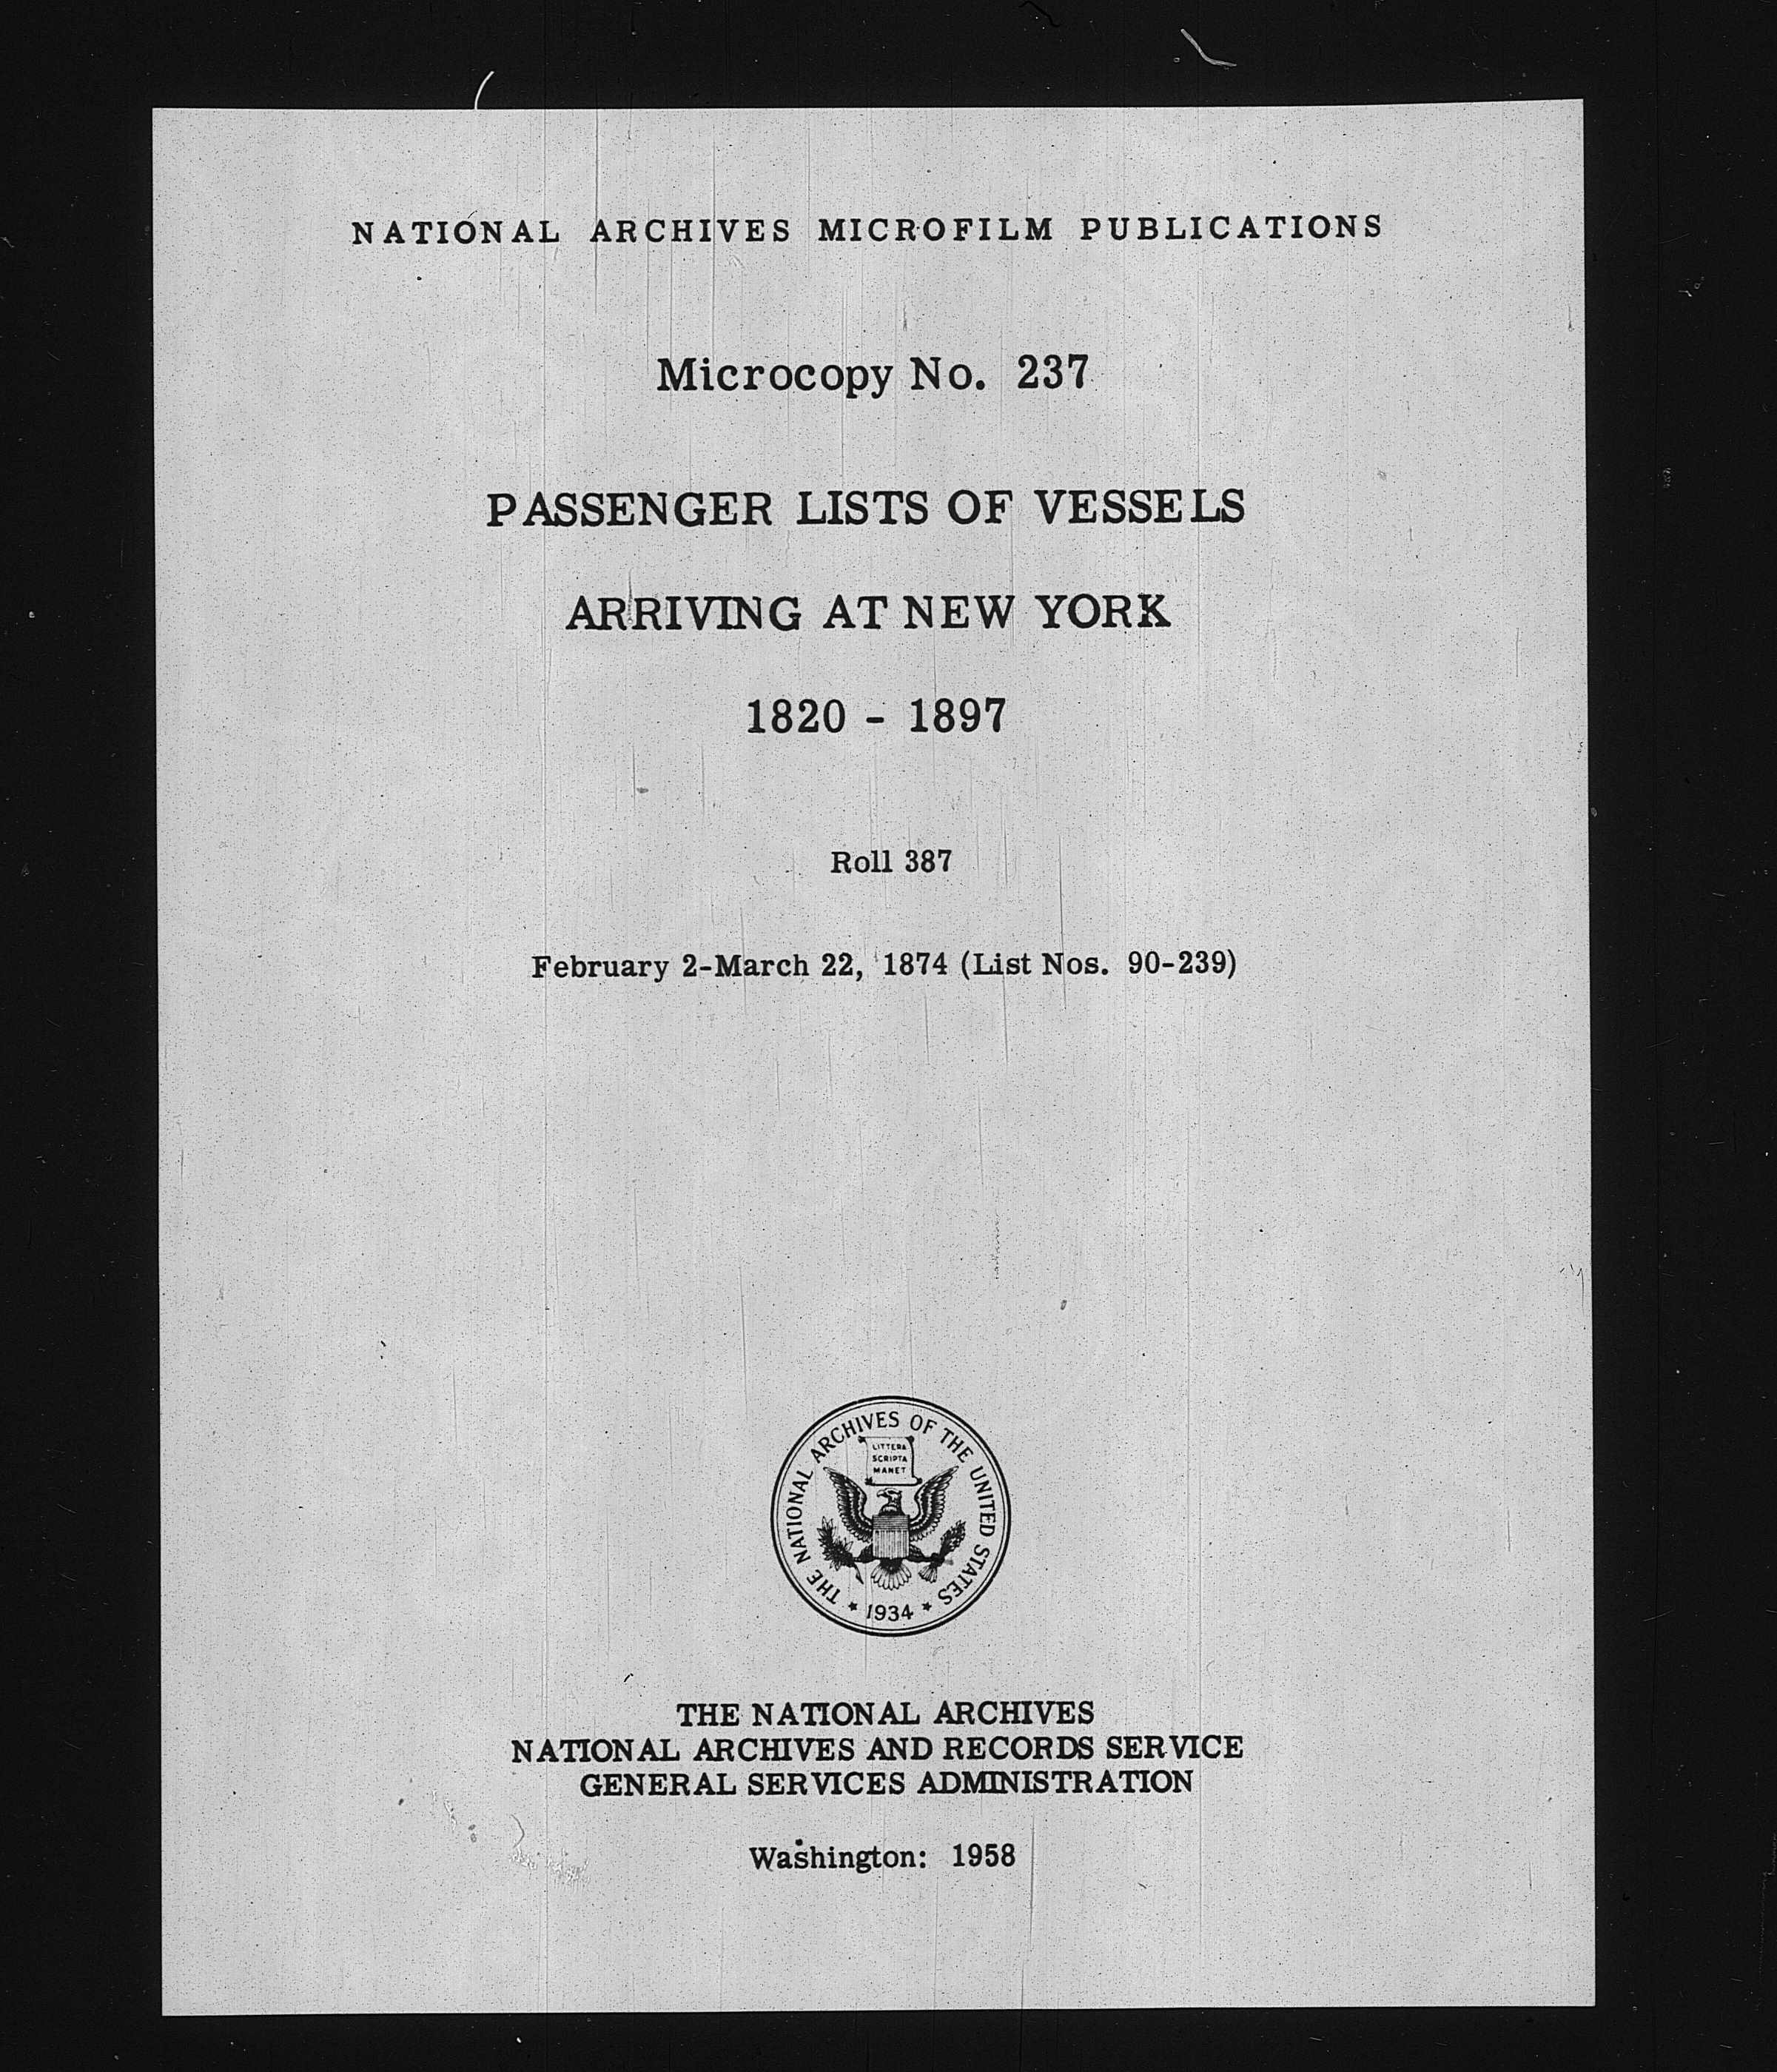 NATIONAL ARCHIVES MICROFILM PUBLICATIONS
Microcopy No. 237
PASSENGER LISTS OF VESSELS
ARRIVING AT NEW YORK
1820 - 1897
Roll 387
February 2-March 22, 1874 (List Nos. 90-239)
THE NATIONAL ARCHIVES OF THE UNITED STATES
LITTERA
SCRIPTA
MANET
★ 1934 ★
THE NATIONAL ARCHIVES
NATIONAL ARCHIVES AND RECORDS SERVICE
GENERAL SERVICES ADMINISTRATION
Washington: 1958